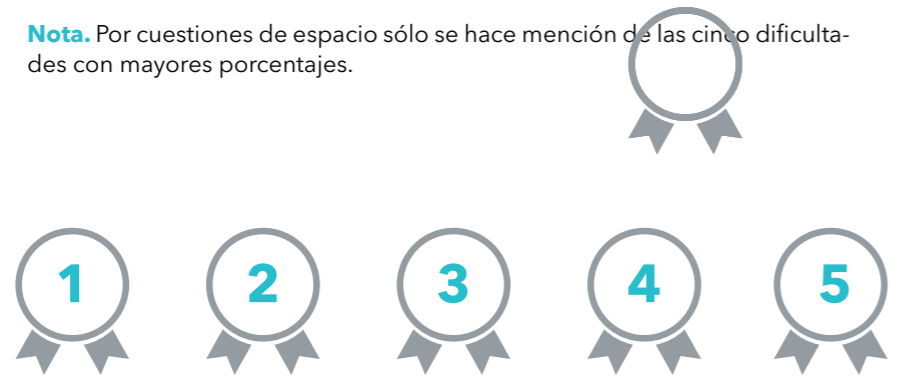 Nota. Por cuestiones de espacio sólo se hace mención de las cinco dificulta-
des con mayores porcentajes.
1 2 3 4 5